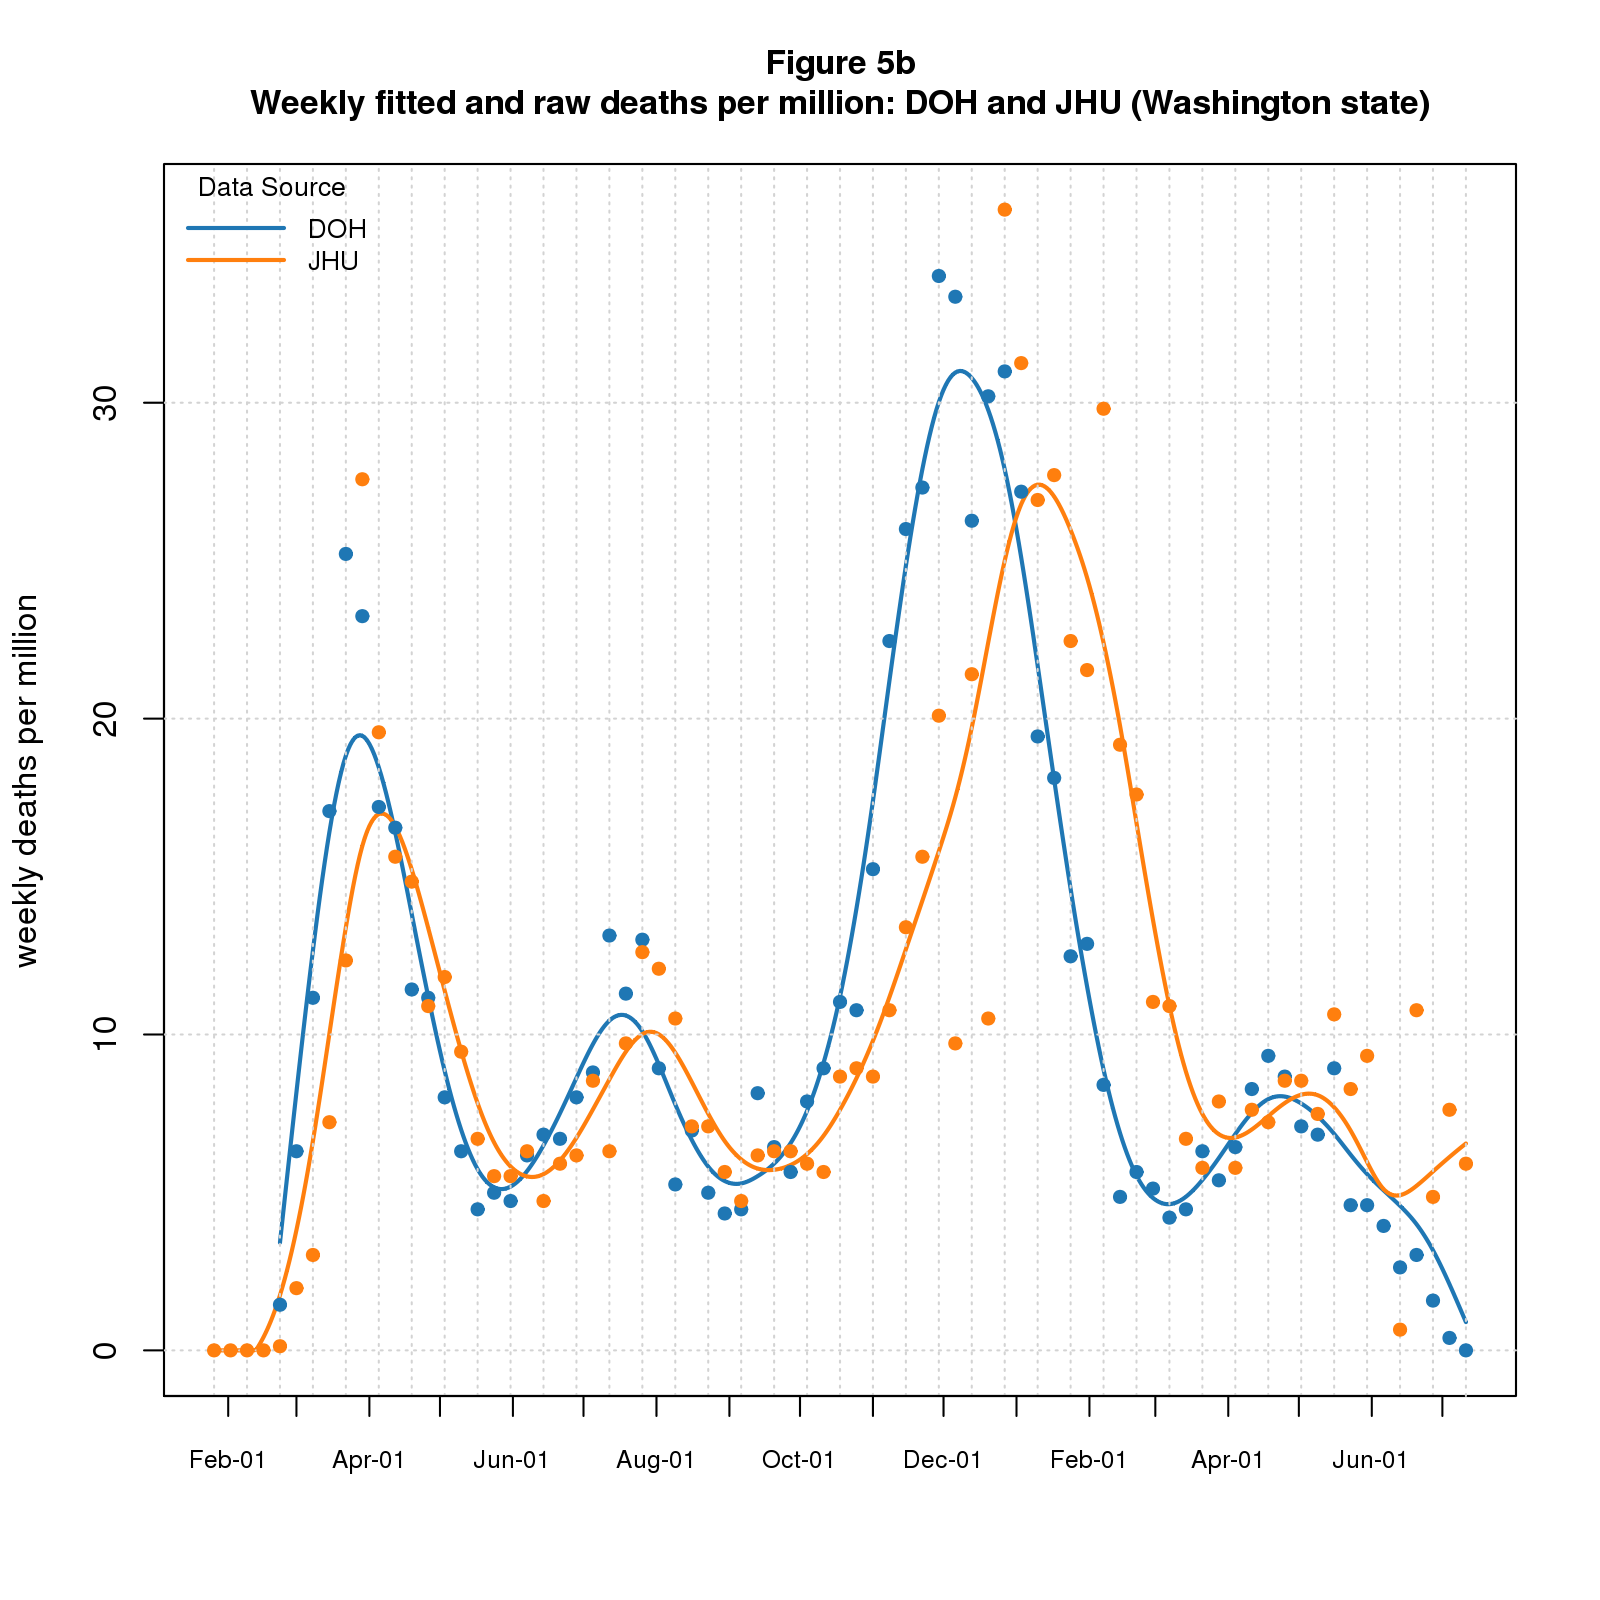 Figure 5b
Weekly fitted and raw deaths per million: DOH and JHU (Washington state)
Data Source
DOH
JHU
weekly deaths per million
30
20
10
0
Feb-01 Apr-01 Jun-01 Aug-01 Oct-01 Dec-01 Feb-01 Apr-01 Jun-01